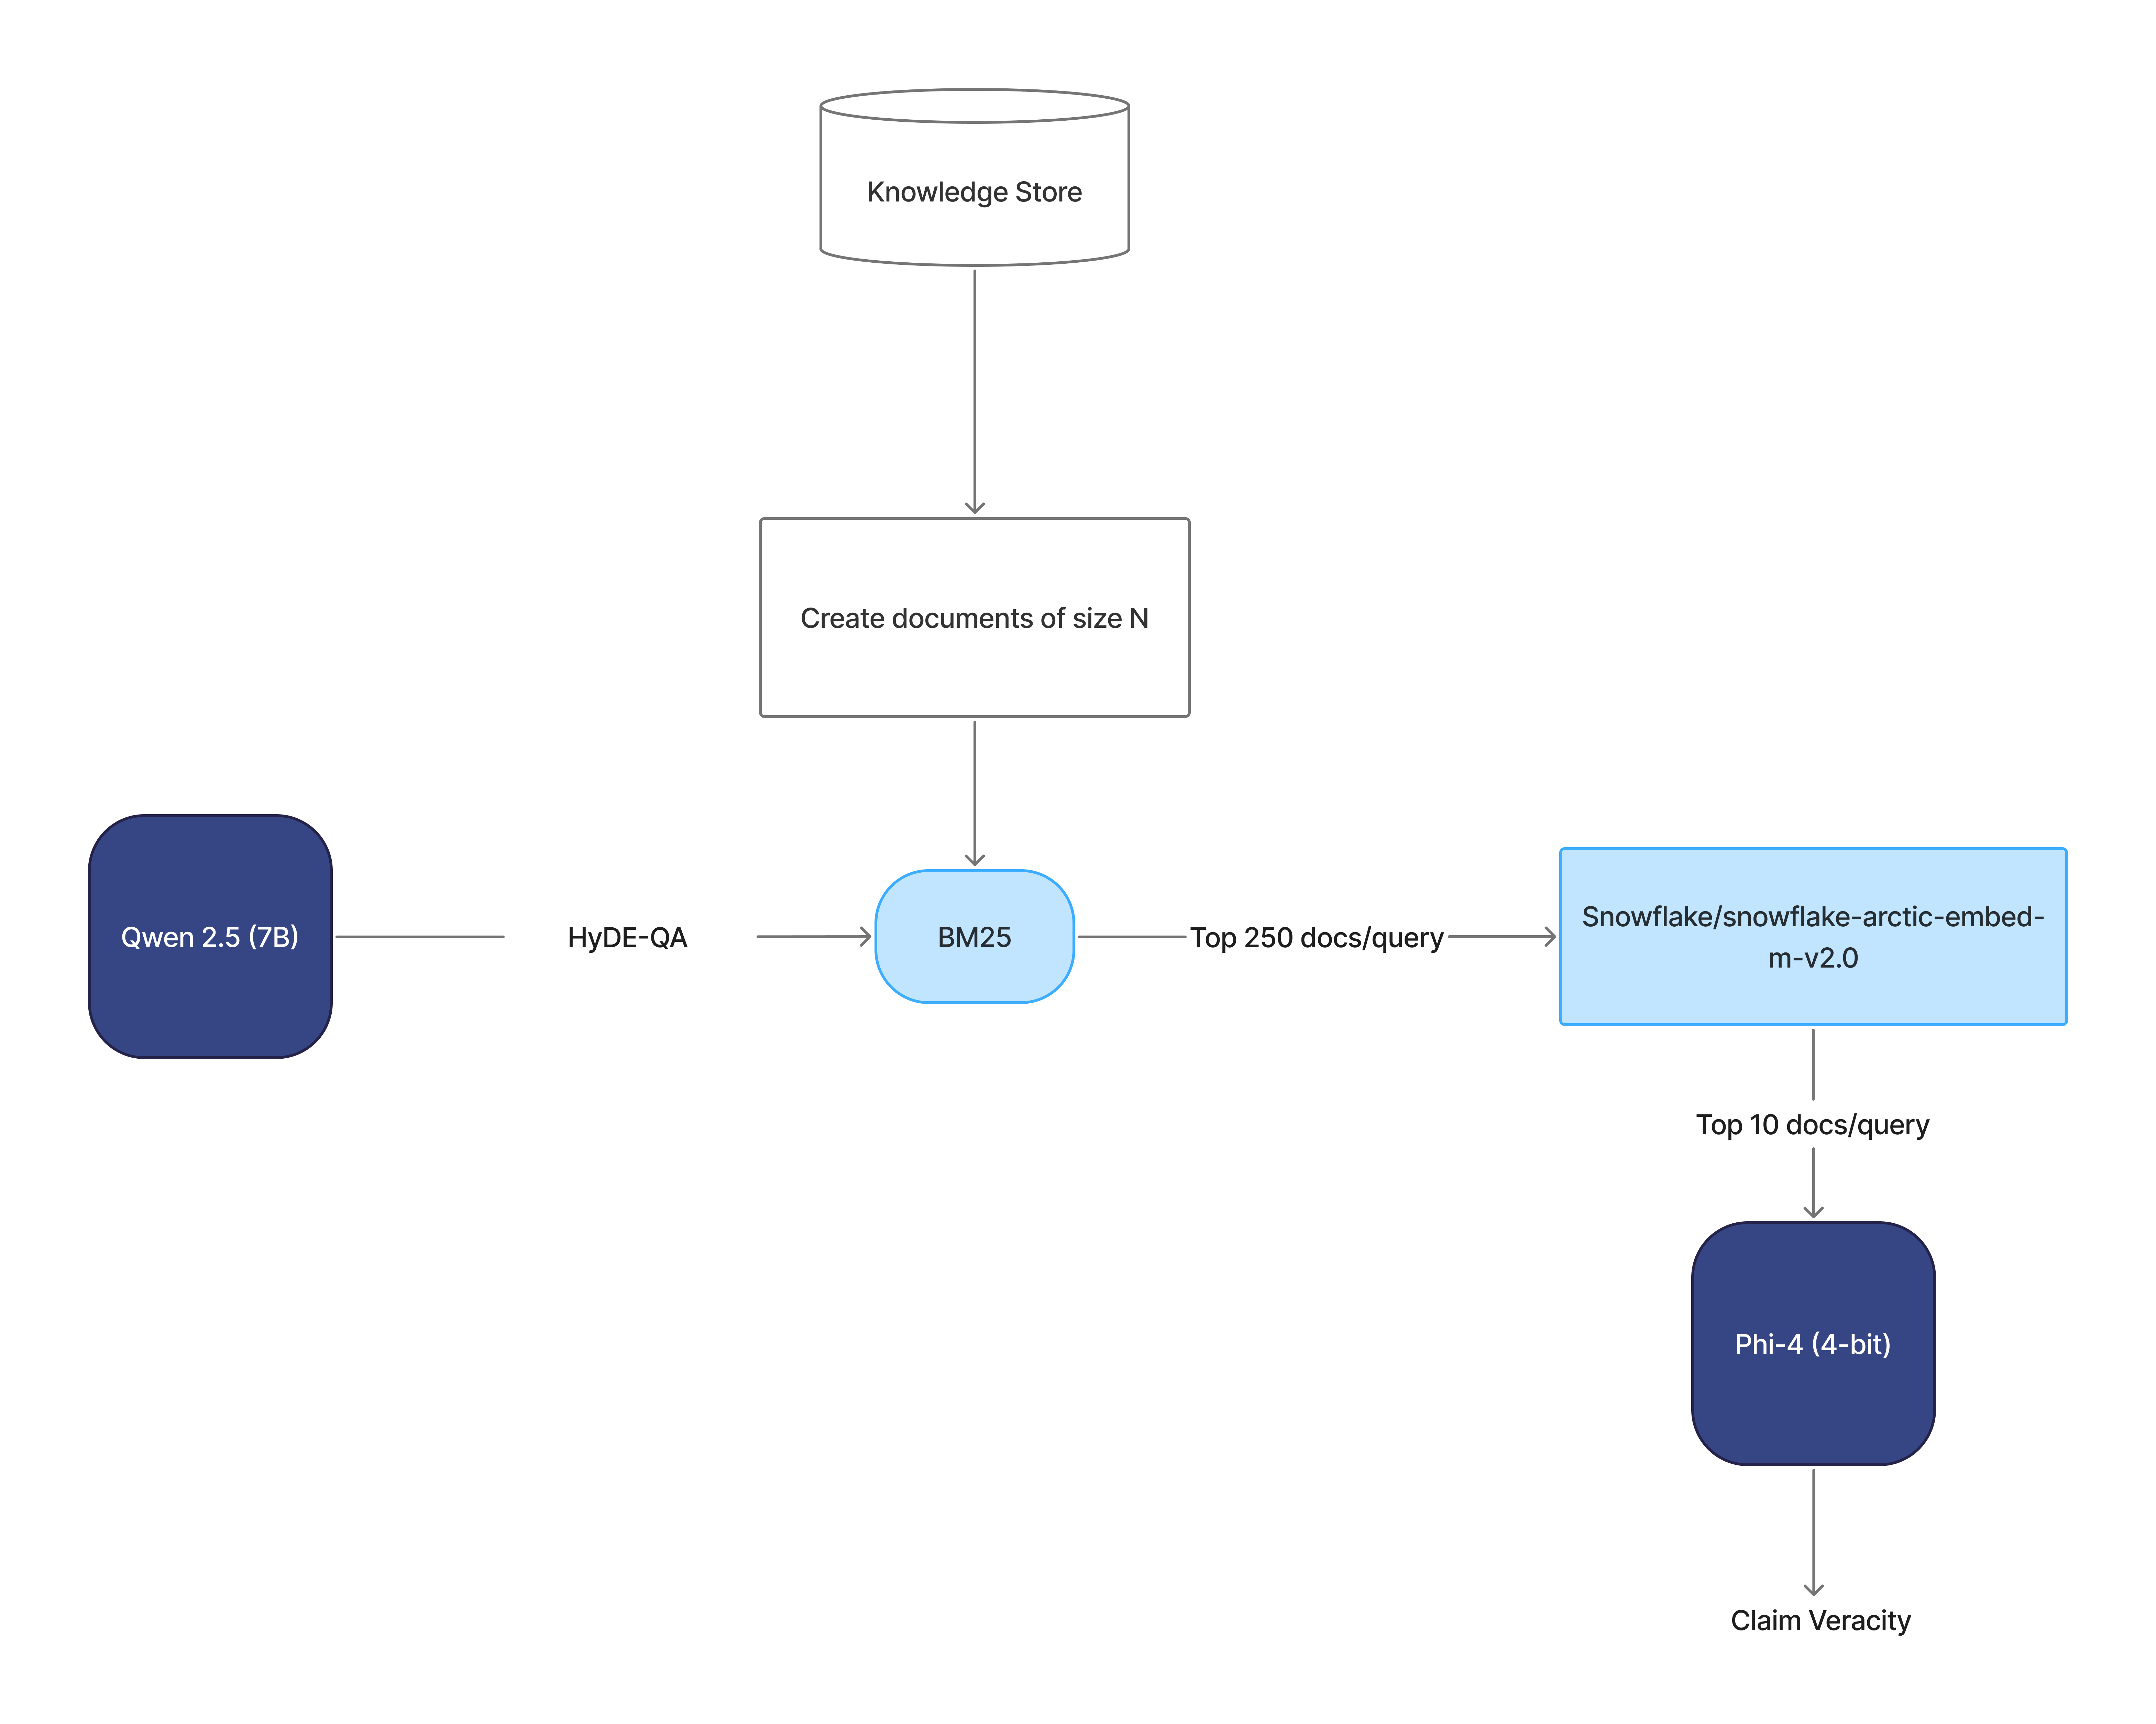 Knowledge Store
Create documents of size N
Qwen 2.5 (7B)
HyDE-QA
BM25
Top 250 docs/query
Snowflake/snowflake-arctic-embed-
m-v2.0
Top 10 docs/query
Phi-4 (4-bit)
Claim Veracity